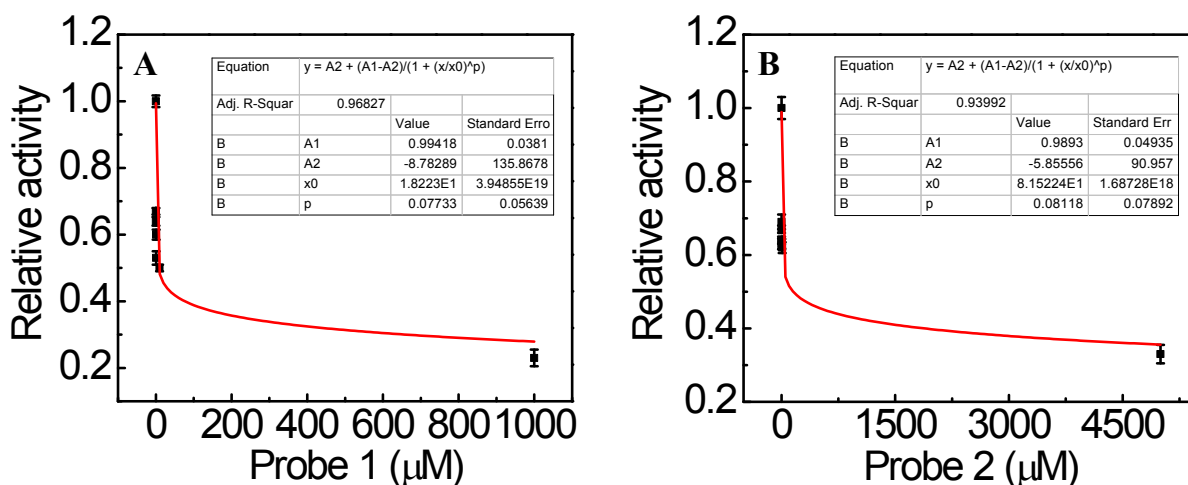 A
Equation y = A2 + (A1-A2)/(1 + (x/x0)^p)
Adj. R-Squar 0.96827
Value Standard Erro
B A1 0.99418 0.0381
B A2 -8.78289 135.8678
B x0 1.8223E1 3.94855E19
B p 0.07733 0.05639
1.2
1.0
0.8
0.6
0.4
0.2
Relative activity
0 200 400 600 800 1000
Probe 1 (μM)
B
Equation y = A2 + (A1-A2)/(1 + (x/x0)^p)
Adj. R-Squar 0.93992
Value Standard Err
B A1 0.9893 0.04935
B A2 -5.85556 90.957
B x0 8.15224E1 1.68728E18
B p 0.08118 0.07892
1.2
1.0
0.8
0.6
0.4
0.2
Relative activity
0 1500 3000 4500
Probe 2 (μM)